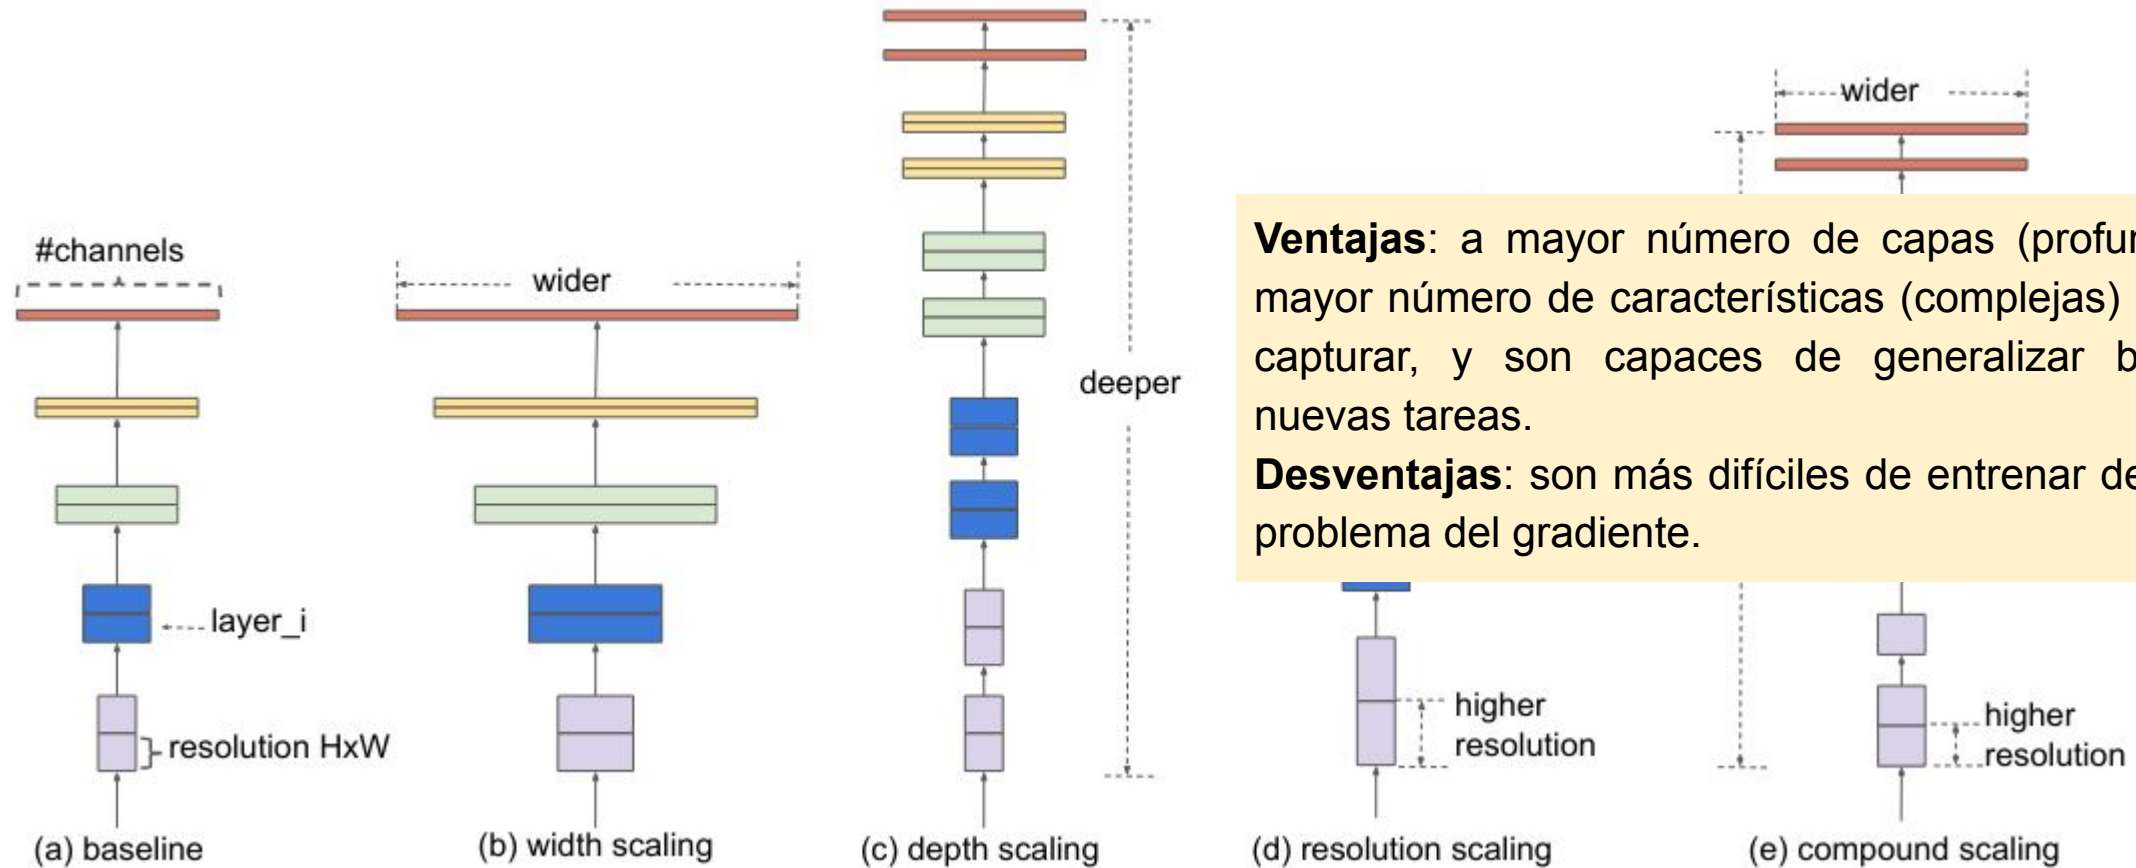 #channels
layer_i
resolution HxW
(a) baseline
wider
(b) width scaling
deeper
(c) depth scaling
Ventajas: a mayor número de capas
mayor número de características (complejas)
capturar, y son capaces de generalizar
nuevas tareas.
Desventajas: son más difíciles de entrenar
problema del gradiente.
higher
resolution
(d) resolution scaling
wider
higher
resolution
(e) compound scaling